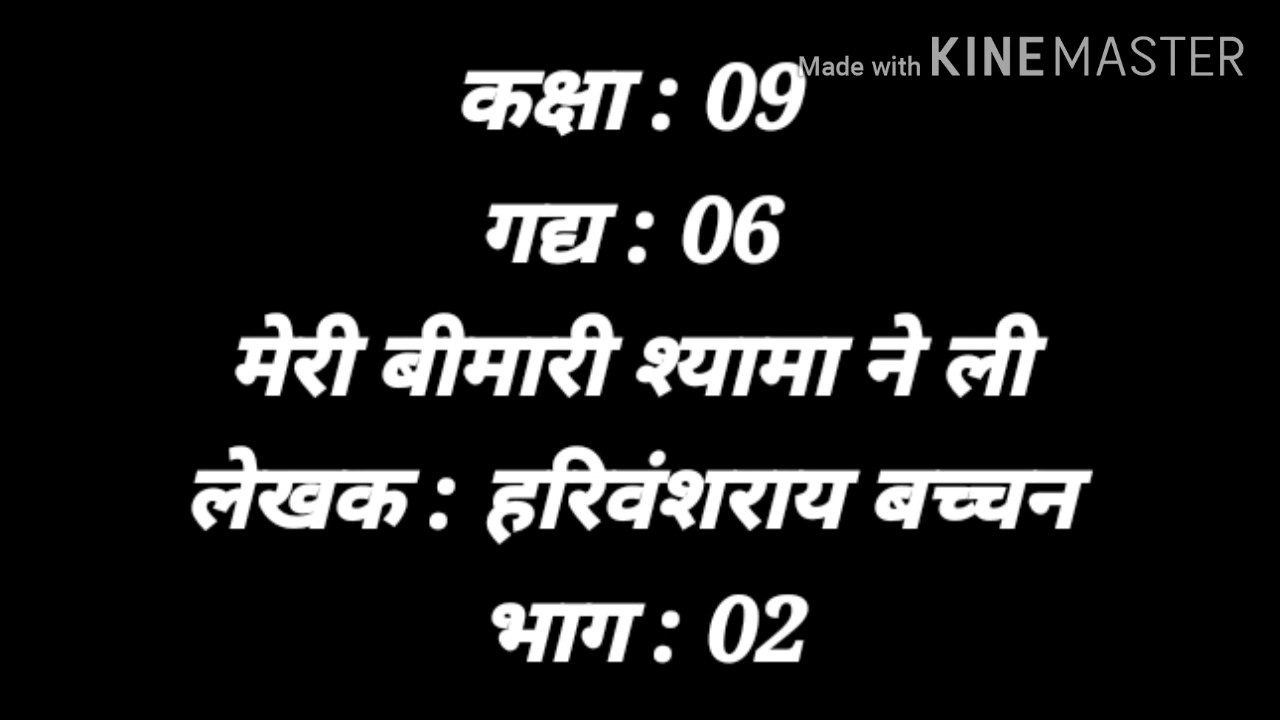 Made with KINEMASTER
कक्षा : 09
गद्य : 06
मेरी बीमारी श्यामा ने ली
लेखक : हरिवंशराय बच्चन
भाग : 02